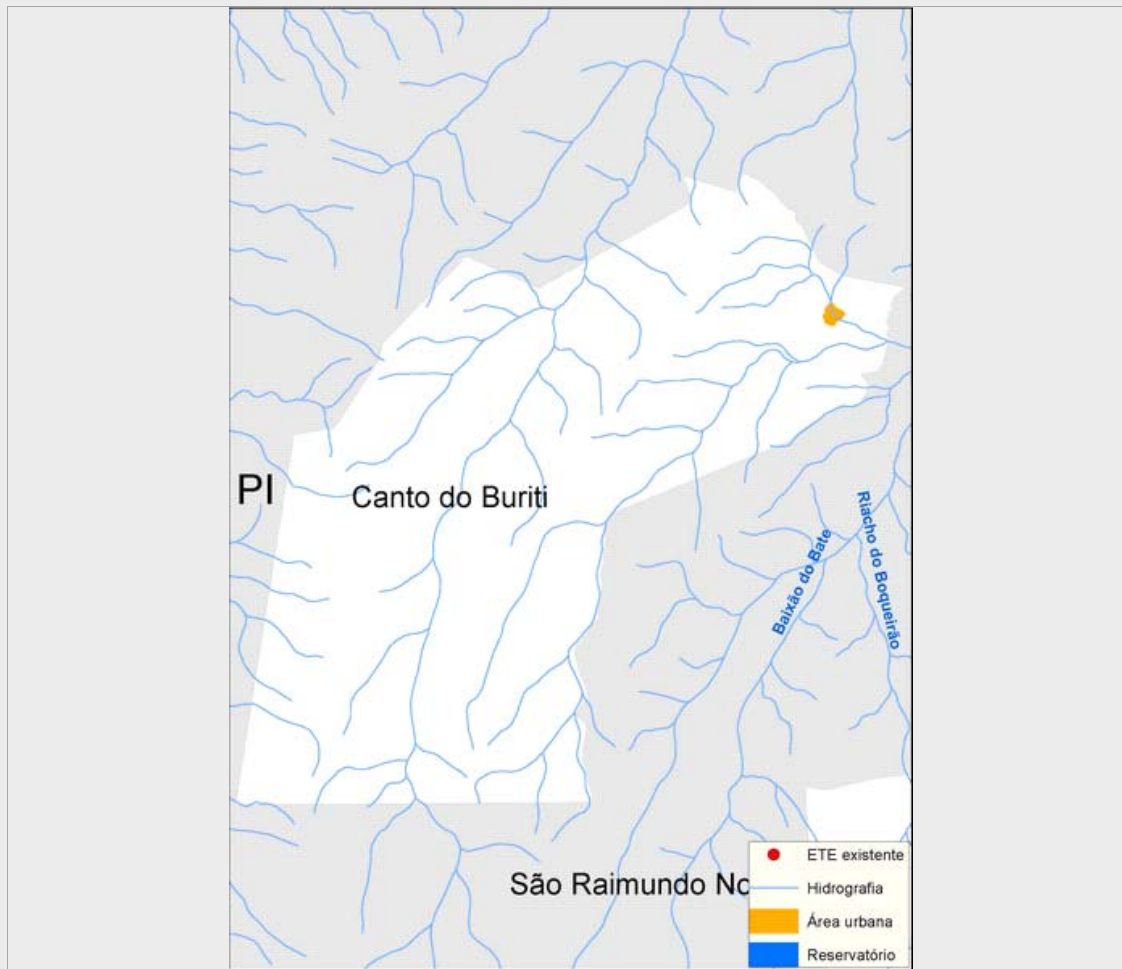 PI
Canto do Buriti
Riacho do Boqueirão
Baixão do Bate
São Raimundo No
ETE existente
Hidrografia
Área urbana
Reservatório